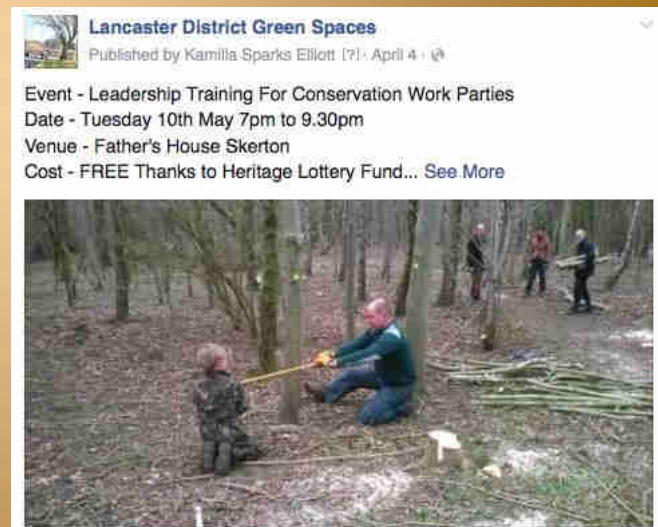 Lancaster District Green Spaces
Published by Kamilla Sparks Elliott [?] · April 4 ·
Event - Leadership Training For Conservation Work Parties
Date - Tuesday 10th May 7pm to 9.30pm
Venue - Father's House Skerton
Cost - FREE Thanks to Heritage Lottery Fund... See More